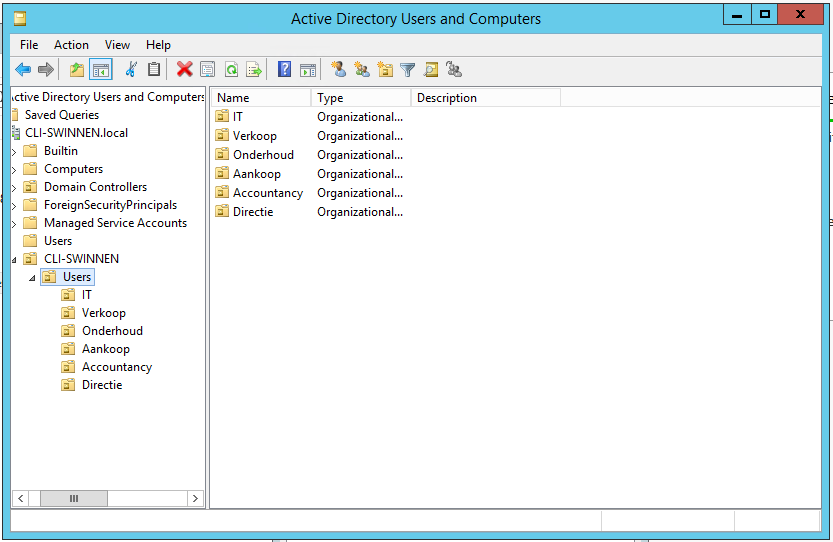 Active Directory Users and Computers
File Action View Help
Active Directory Users and Computers
Saved Queries
CLI-SWINNEN.local
Builtin
Computers
Domain Controllers
ForeignSecurityPrincipals
Managed Service Accounts
Users
CLI-SWINNEN
Users
IT
Verkoop
Onderhoud
Aankoop
Accountancy
Directie
Name Type Description
IT Organizational...
Verkoop Organizational...
Onderhoud Organizational...
Aankoop Organizational...
Accountancy Organizational...
Directie Organizational...